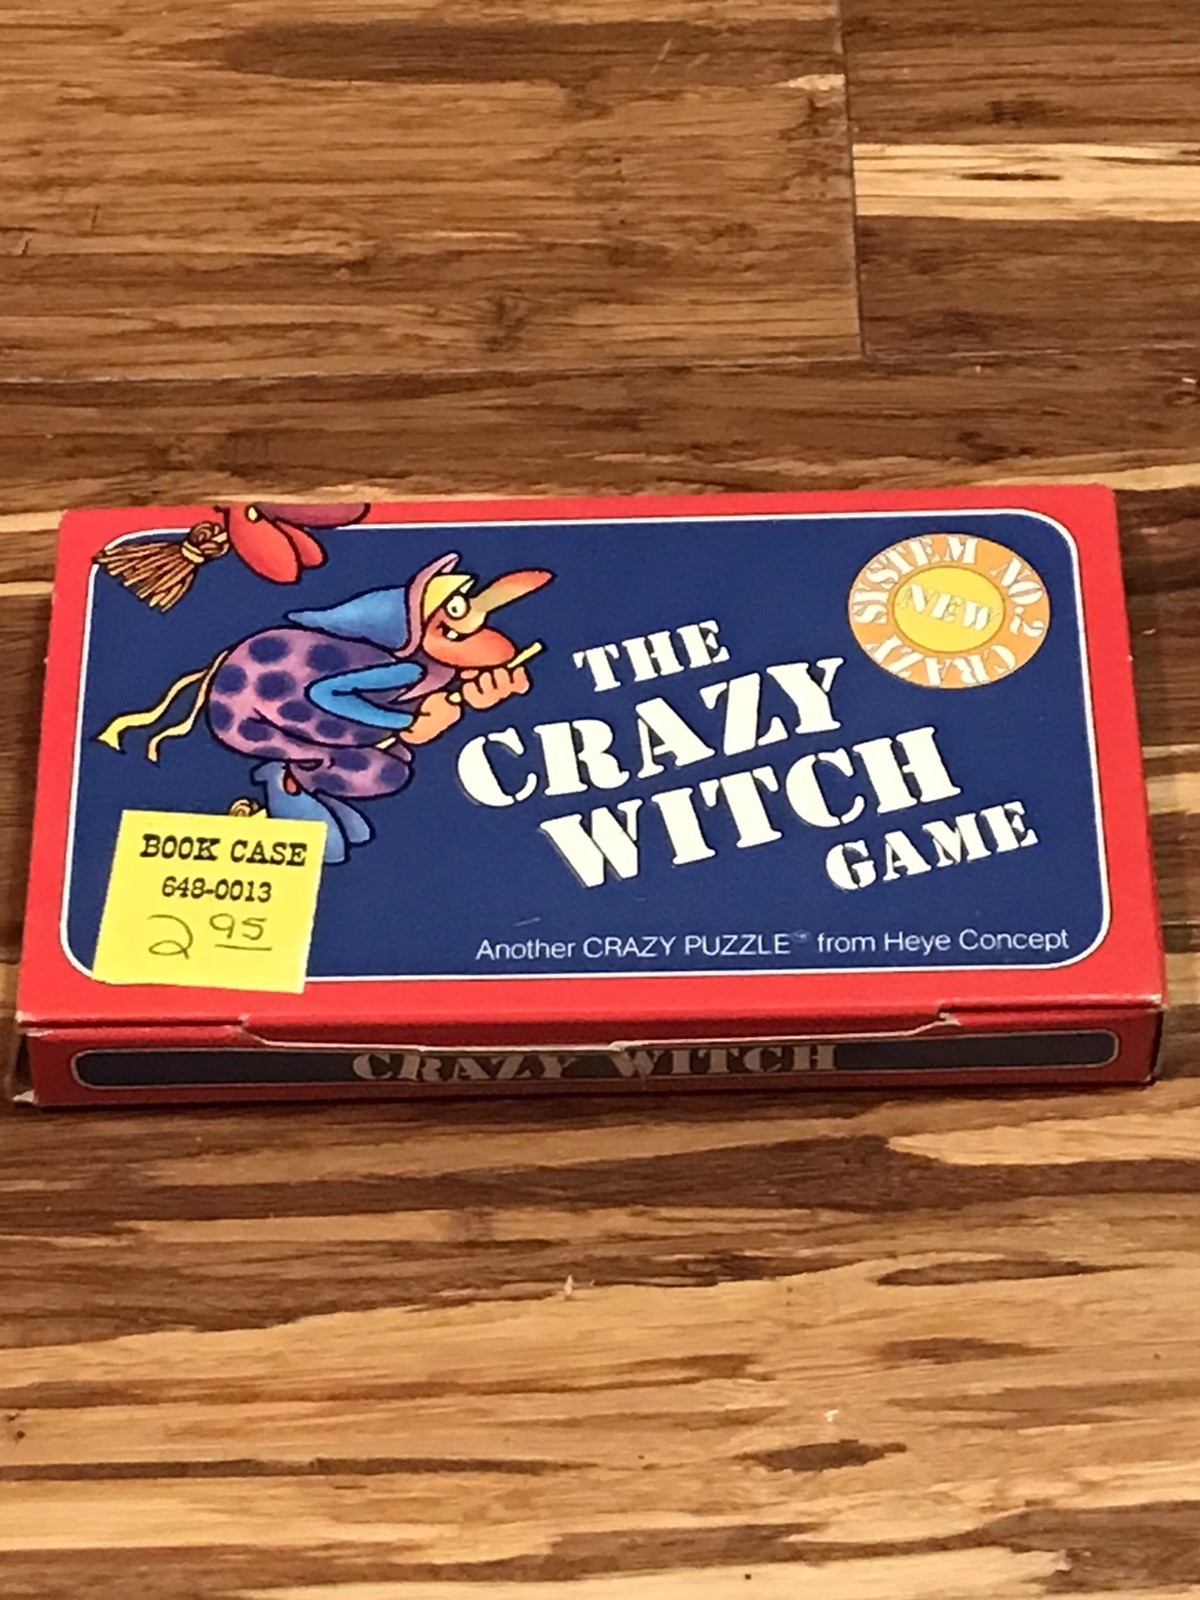 CRAZY SYSTEM NO.2
NEW
THE
CRAZY
WITCH
GAME
BOOK CASE
648-0013
2 95
Another CRAZY PUZZLE™ from Heye Concept
CRAZY WITCH